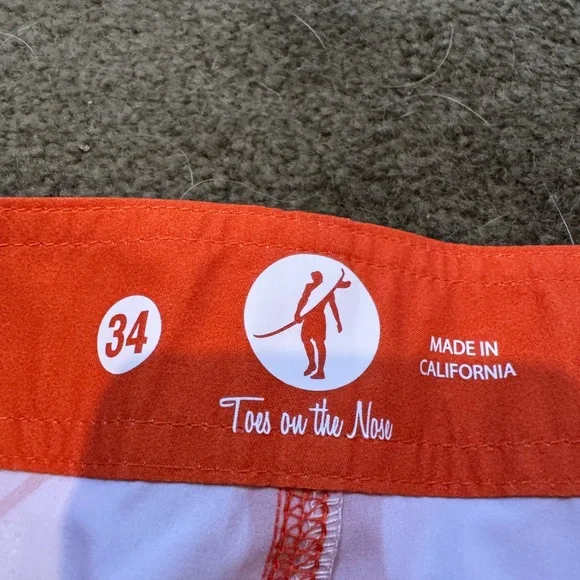 34
Toes on the Nose
MADE IN
CALIFORNIA